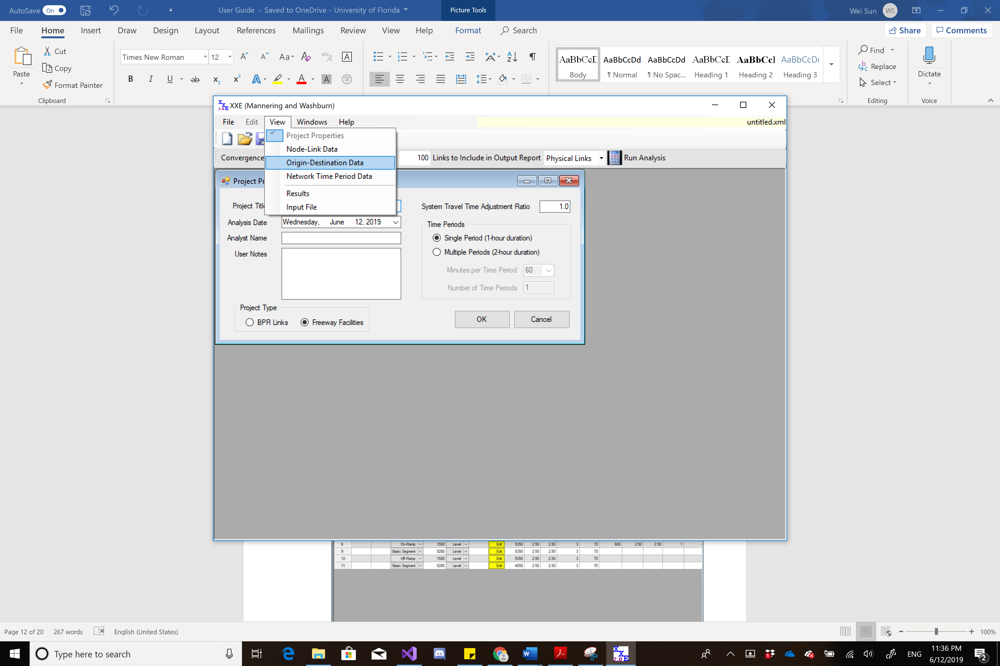 AutoSave On User Guide - Saved to OneDrive - University of Florida Picture Tools Wei Sun WS
File Home Insert Draw Design Layout References Mailings Review View Help Format Search Share Comments
Paste
Cut
Copy
Format Painter
Clipboard
Times New Roman 12
AaBbCcDd AaBbCcDd
Body ¶ Normal ¶ No Spac... Heading 1 Heading 2 Heading 3
Find
Replace
Select
Editing
Dictate
Voice
XXE (Mannering and Washburn)
File Edit View Windows Help untitled.xml
Project Properties
Node-Link Data
Origin-Destination Data
Network Time Period Data
Results
Input File
Convergence 100 Links to Include in Output Report Physical Links Run Analysis
Project Pr
Project Title
Analysis Date Wednesday, June 12, 2019
Analyst Name
User Notes
Project Type
BPR Links Freeway Facilities
System Travel Time Adjustment Ratio 1.0
Time Periods
Single Period (1-hour duration)
Multiple Periods (2-hour duration)
Minutes per Time Period 60
Number of Time Periods 1
OK Cancel
8 On-Ramp 1500 Level Edit 5350 2.50 2.50 3 70 600 2.50 2.50 1
9 Basic Segment 5280 Level Edit 5350 2.50 2.50 3 70
10 Off-Ramp 1500 Level Edit 5350 2.50 2.50 3 70
11 Basic Segment 5280 Level Edit 4550 2.50 2.50 3 70
Page 12 of 20 267 words English (United States) 100%
Type here to search ENG 11:36 PM
6/12/2019 2